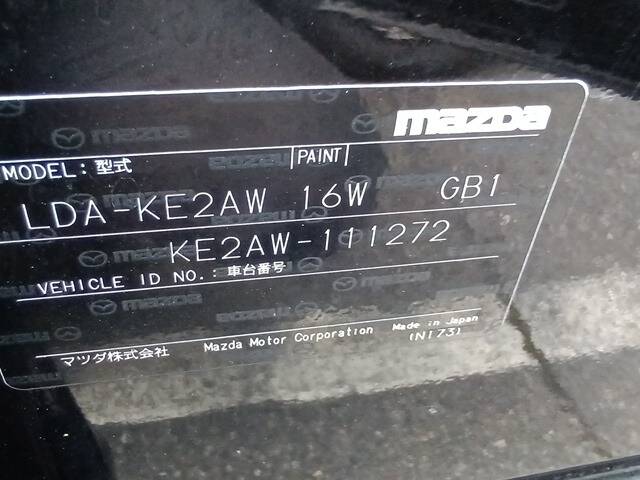 mazda
MODEL:型式 PAINT
LDA-KE2AW 16W GB1
KE2AW-111272
VEHICLE ID NO.:車台番号
マツダ株式会社 Mazda Motor Corporation Made in Japan
(N173)